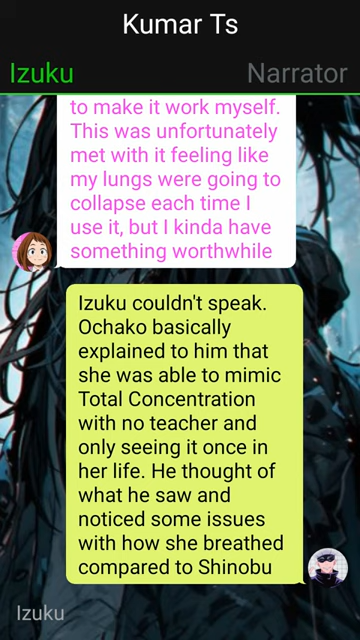 Kumar Ts
Izuku
Narrator
to make it work myself.
This was unfortunately
met with it feeling like
my lungs were going to
collapse each time I
use it, but I kinda have
something worthwhile
Izuku couldn't speak.
Ochako basically
explained to him that
she was able to mimic
Total Concentration
with no teacher and
only seeing it once in
her life. He thought of
what he saw and
noticed some issues
with how she breathed
compared to Shinobu
Izuku